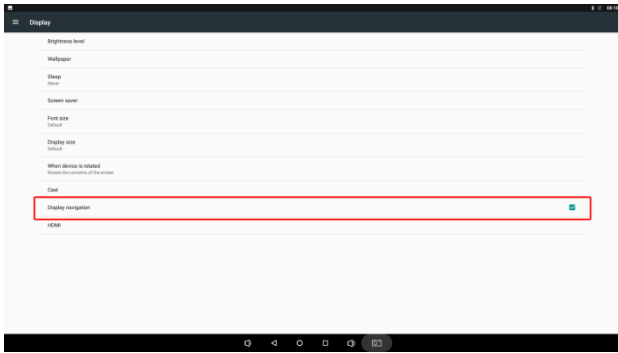 Display
Brightness level
Wallpaper
Sleep
Never
Screen saver
Font size
Default
Display size
Default
When device is rotated
Rotate the contents of the screen
Cast
Display navigation
HDMI